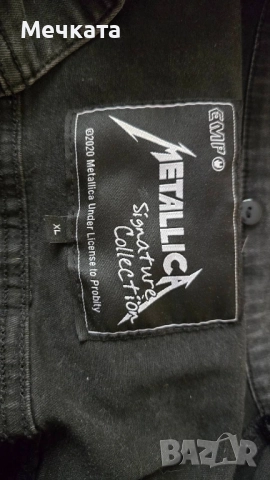 Мечката
EMP
METALLICA
Signature
Collection
©2020 Metallica Under License to Probity
XL
BAZAR